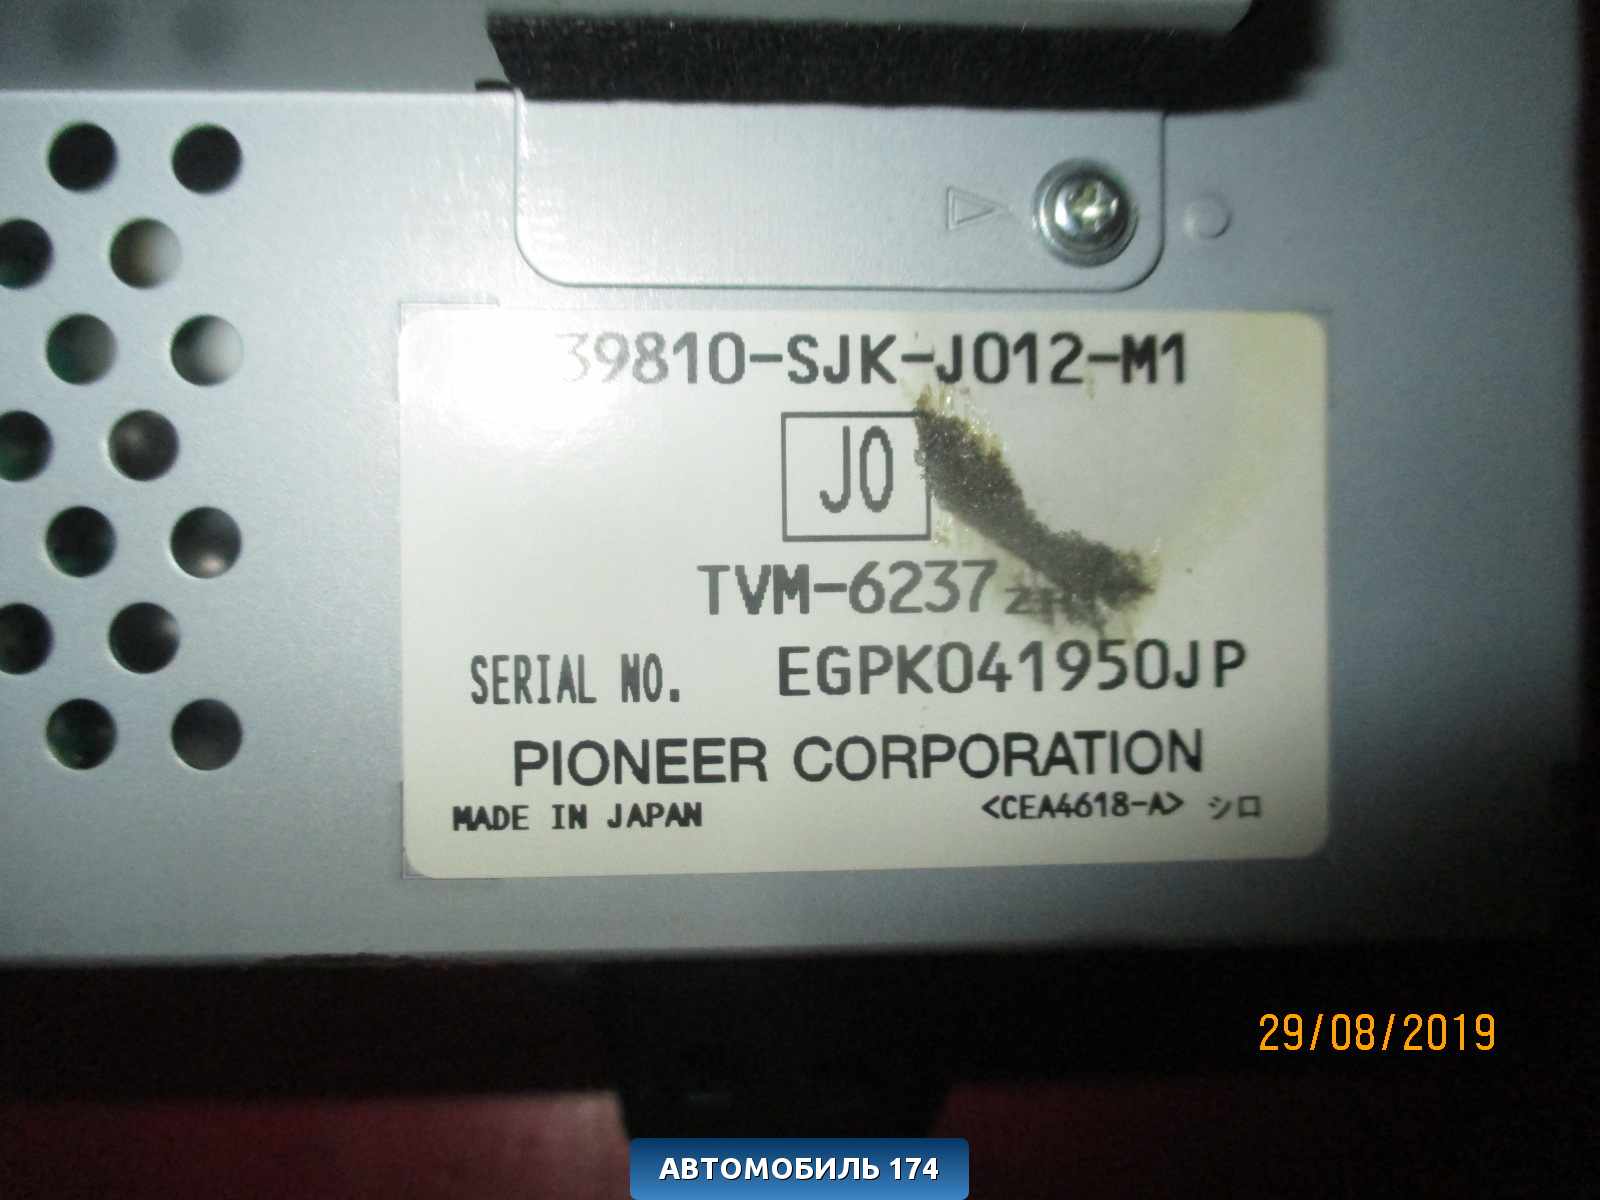 39810-SJK-J012-M1
J0
TVM-6237
SERIAL NO. EGPK041950JP
PIONEER CORPORATION
MADE IN JAPAN <CEA4618-A> シロ
29/08/2019
АВТОМОБИЛЬ 174